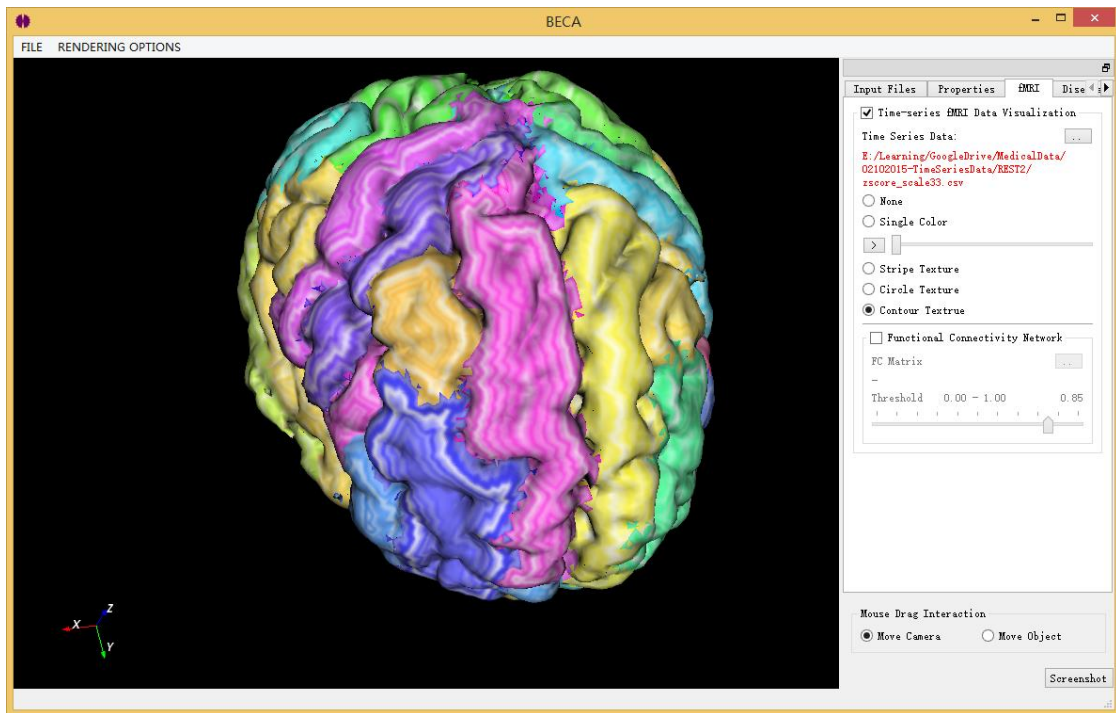 BECA
FILE RENDERING OPTIONS
Input Files Properties fMRI Dise
Time-series fMRI Data Visualization
Time Series Data: ..
E:/Learning/GoogleDrive/MedicalData/
02102015-TimeSeriesData/REST2/
zscore_scale33.csv
None
Single Color
>
Stripe Texture
Circle Texture
Contour Textrue
Functional Connectivity Network
FC Matrix ..
-
Threshold 0.00 - 1.00 0.85
Z
X
Y
Mouse Drag Interaction
Move Camera Move Object
Screenshot